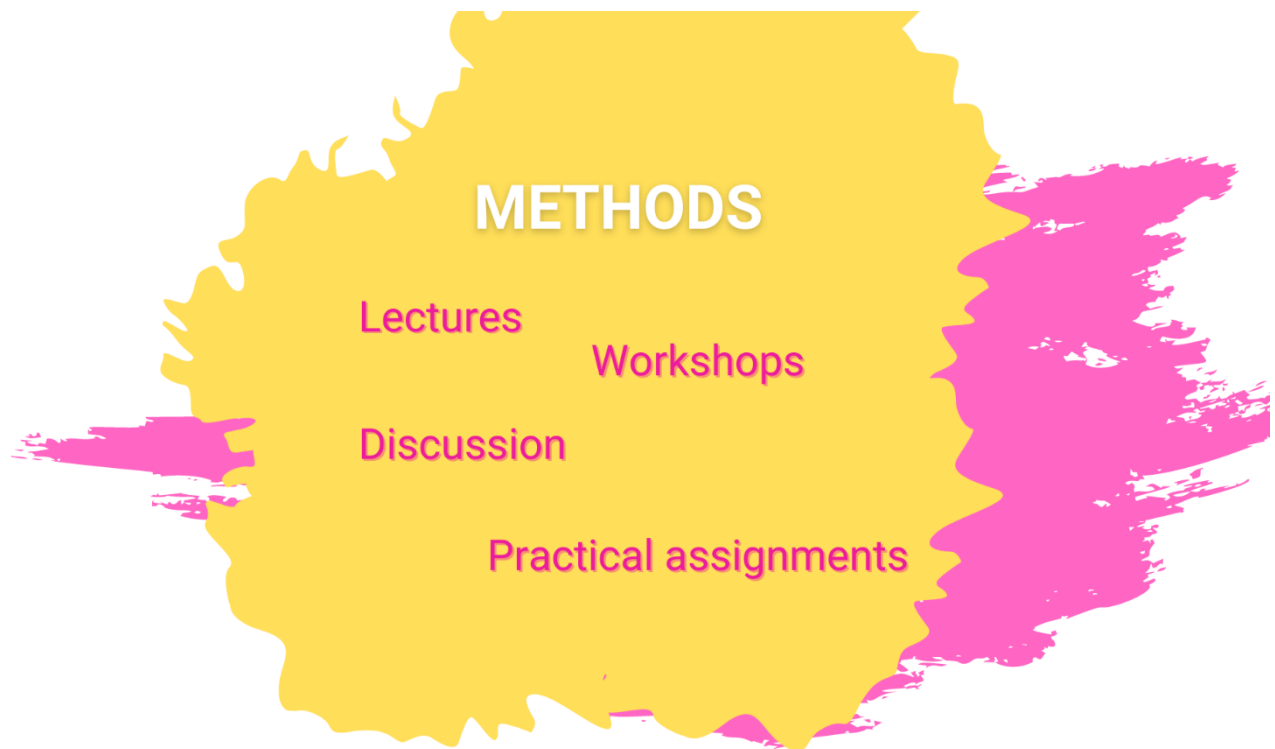 METHODS
Lectures
Workshops
Discussion
Practical assignments